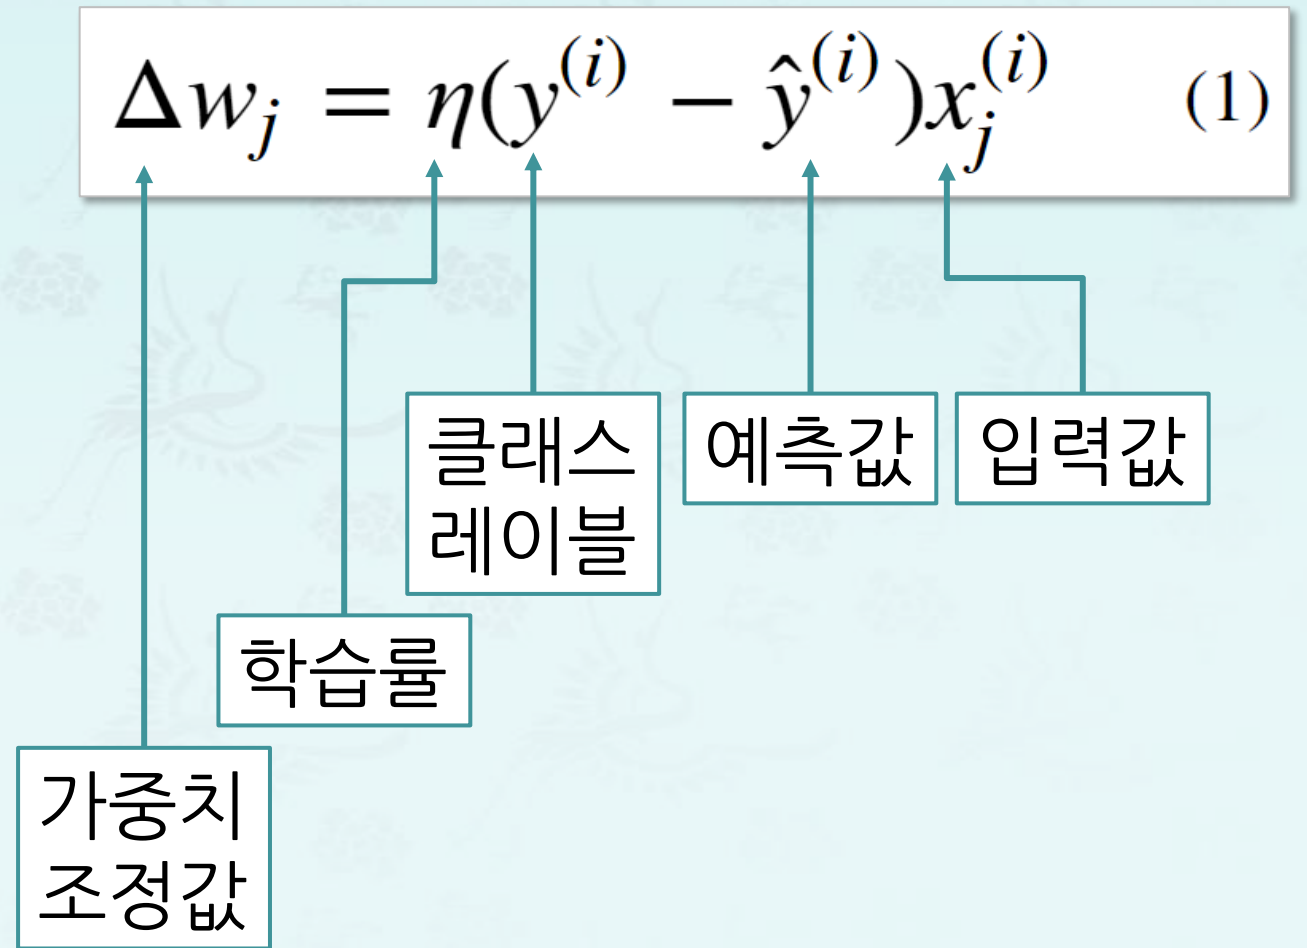 Δw_j = η(y^(i) − ŷ^(i))x_j^(i) (1)
클래스
레이블
예측값
입력값
학습률
가중치
조정값